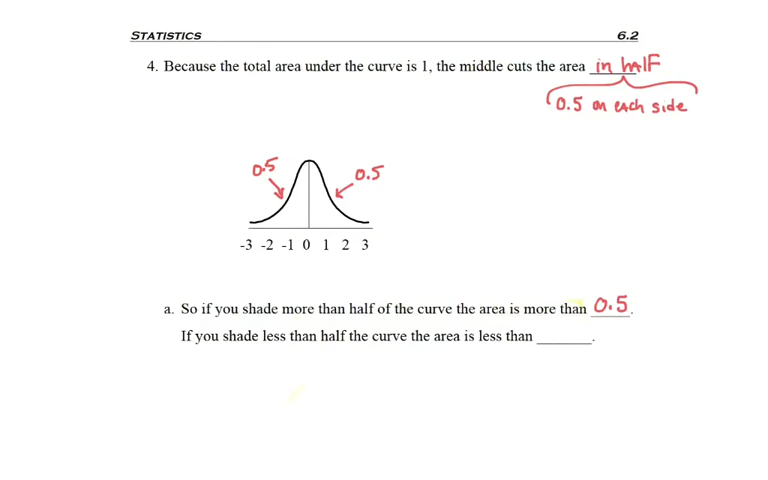 STATISTICS 6.2
4. Because the total area under the curve is 1, the middle cuts the area in half
0.5 on each side
0.5
0.5
-3 -2 -1 0 1 2 3
a. So if you shade more than half of the curve the area is more than 0.5.
If you shade less than half the curve the area is less than _______.